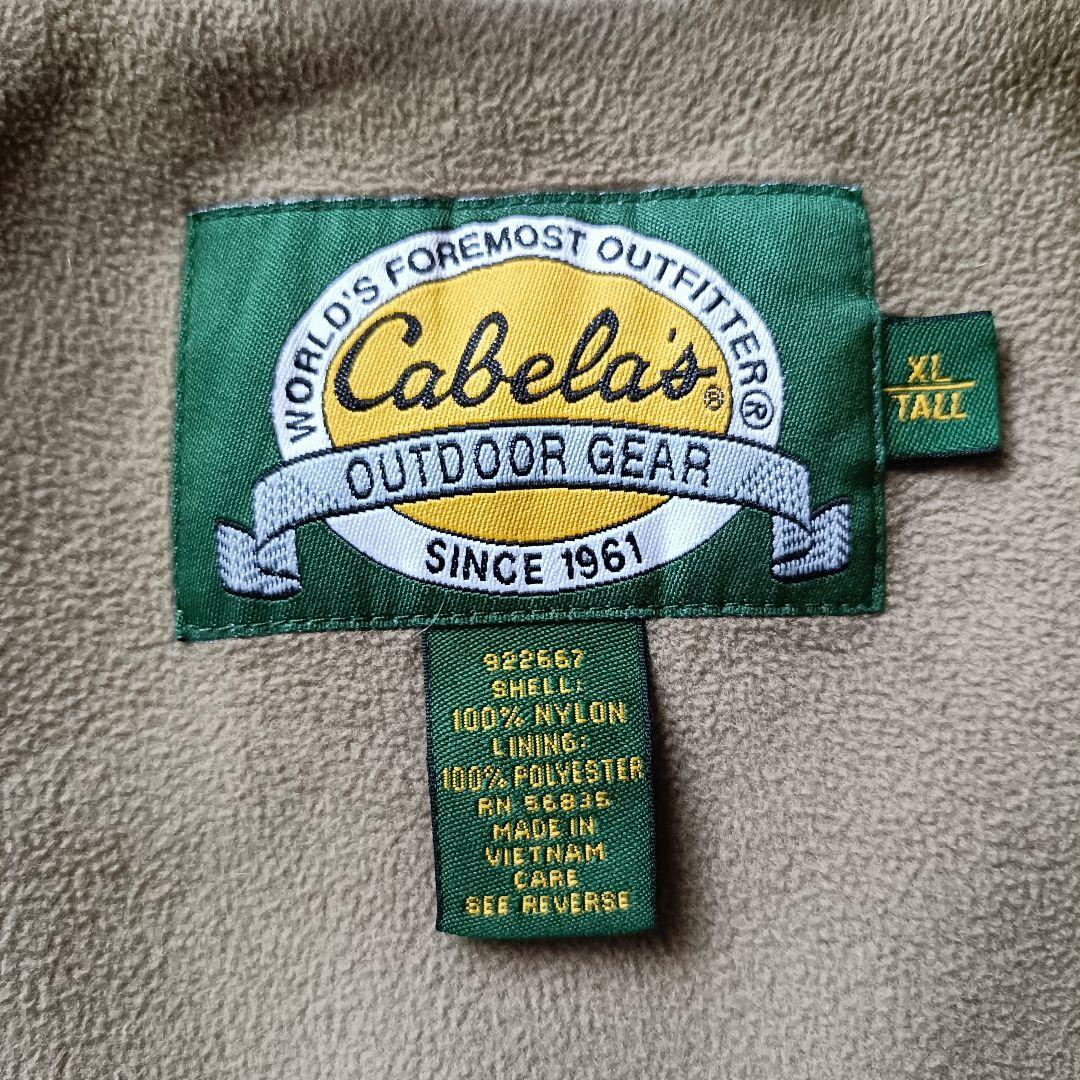 WORLD'S FOREMOST OUTFITTER®
Cabela's®
OUTDOOR GEAR
SINCE 1961
XL
TALL
922667
SHELL:
100% NYLON
LINING:
100% POLYESTER
RN 56835
MADE IN
VIETNAM
CARE
SEE REVERSE